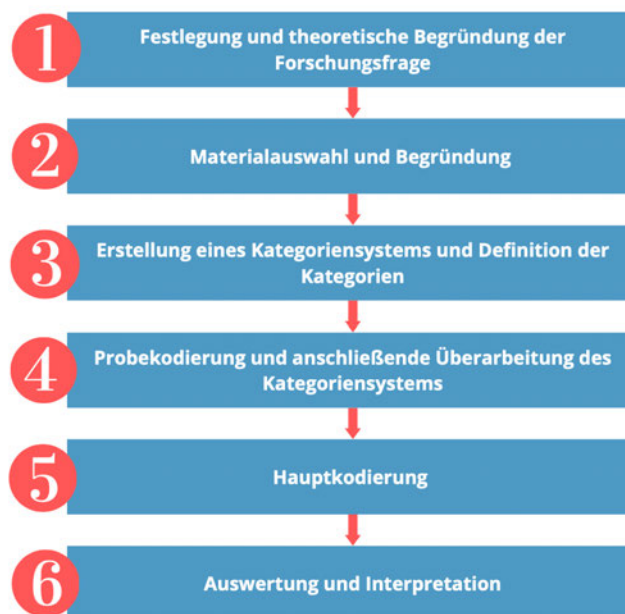 1
Festlegung und theoretische Begründung der
Forschungsfrage
2
Materialauswahl und Begründung
3
Erstellung eines Kategoriensystems und Definition der
Kategorien
4
Probekodierung und anschließende Überarbeitung des
Kategoriensystems
5
Hauptkodierung
6
Auswertung und Interpretation